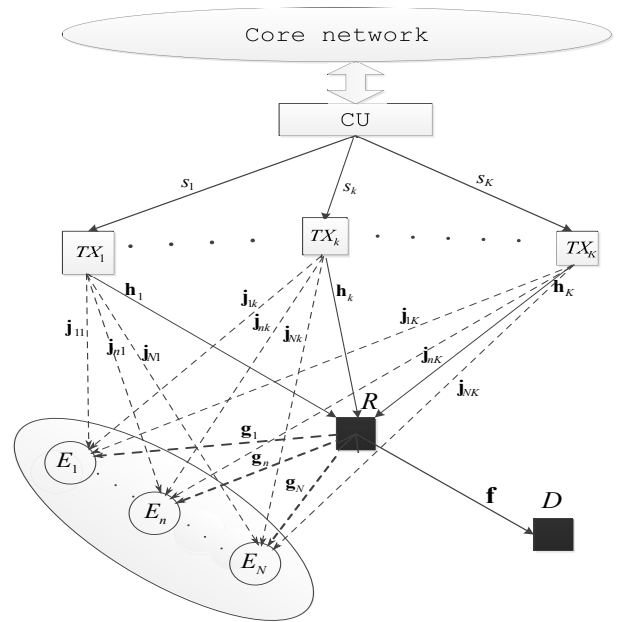 Core network
CU
s1 sk sK
TX1 TXk TXK
h1 hk hK
j11 jn1 jN1 j1k jnk jNk j1K jnK jNK
R
g1
gn
gN
E1
En
EN
f
D